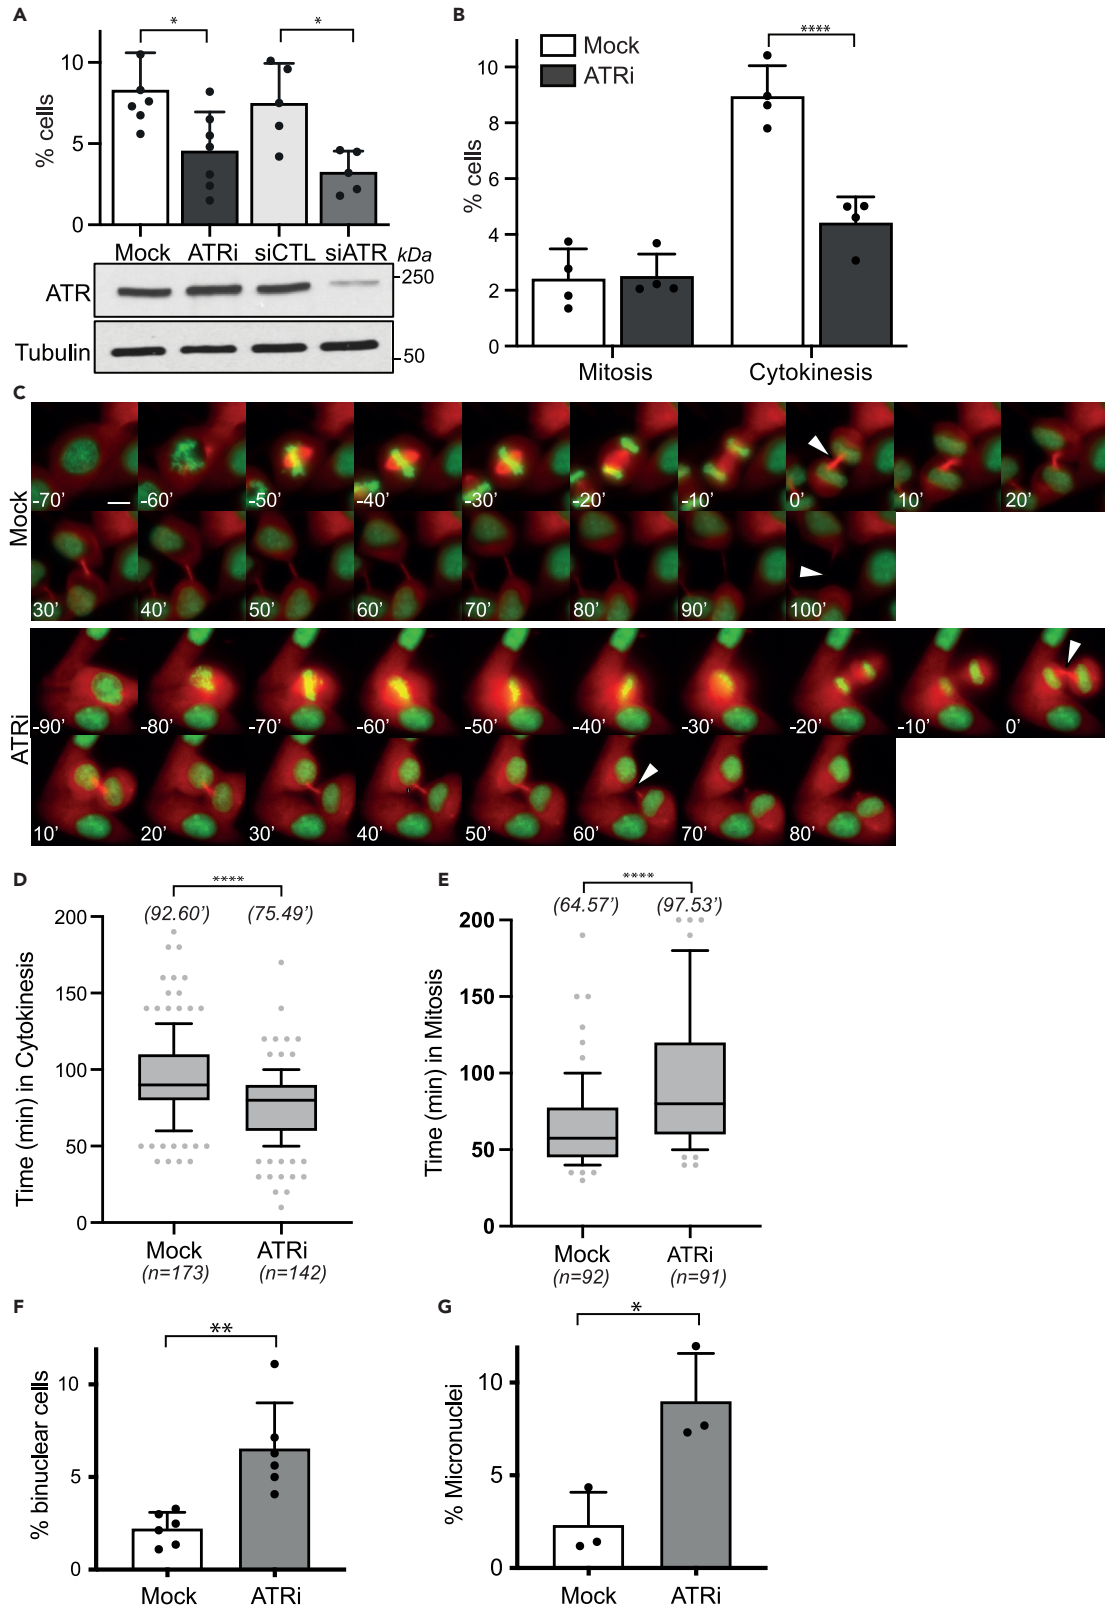 A
*
*
% cells
10
5
0
Mock ATRi siCTL siATR kDa
ATR
250
Tubulin
50
B
****
Mock
ATRi
% cells
10
8
6
4
2
0
Mitosis Cytokinesis
C
Mock
-70’ -60’ -50’ -40’ -30’ -20’ -10’ 0’ 10’ 20’
30’ 40’ 50’ 60’ 70’ 80’ 90’ 100’
ATRi
-90’ -80’ -70’ -60’ -50’ -40’ -30’ -20’ -10’ 0’
10’ 20’ 30’ 40’ 50’ 60’ 70’ 80’
D
****
(92.60’) (75.49’)
Time (min) in Cytokinesis
200
150
100
50
0
Mock ATRi
(n=173) (n=142)
E
****
(64.57’) (97.53’)
Time (min) in Mitosis
200
150
100
50
0
Mock ATRi
(n=92) (n=91)
F
**
% binuclear cells
10
5
0
Mock ATRi
G
*
% Micronuclei
10
5
0
Mock ATRi